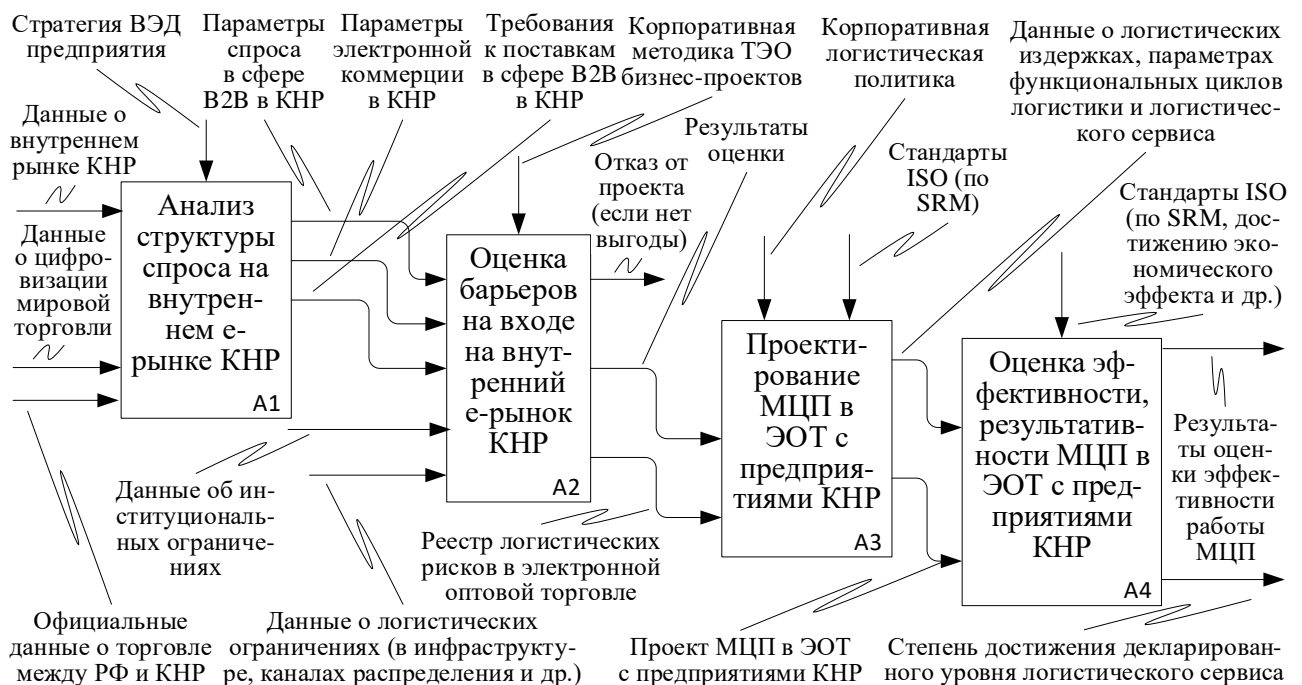 Стратегия ВЭД
предприятия
Параметры
спроса
в сфере
B2B в КНР
Параметры
электронной
коммерции
в КНР
Требования
к поставкам
в сфере B2B
в КНР
Корпоративная
методика ТЭО
бизнес-проектов
Корпоративная
логистическая
политика
Данные о логистических
издержках, параметрах
функциональных циклов
логистики и логистичес-
кого сервиса
Данные о
внутреннем
рынке КНР
Данные
о цифро-
визации
мировой
торговли
Анализ
структуры
спроса на
внутрен-
нем е-
рынке КНР
A1
Результаты
оценки
Отказ от
проекта
(если нет
выгоды)
Стандарты
ISO (по
SRM)
Стандарты ISO
(по SRM, дос-
тижению эко-
номического
эффекта и др.)
Оценка
барьеров
на входе
на внут-
ренний
е-рынок
КНР
A2
Проекти-
рование
МЦП в
ЭОТ с
предприя-
тиями КНР
A3
Оценка эф-
фективности,
результатив-
ности МЦП в
ЭОТ с пред-
приятиями
КНР
A4
Результа-
ты оцен-
ки эффек-
тивности
работы
МЦП
Данные об ин-
ституциональ-
ных ограниче-
ниях
Реестр логистических
рисков в электронной
оптовой торговле
Официальные
данные о торговле
между РФ и КНР
Данные о логистических
ограничениях (в инфраструкту-
ре, каналах распределения и др.)
Проект МЦП в ЭОТ
с предприятиями КНР
Степень достижения декларирован-
ного уровня логистического сервиса